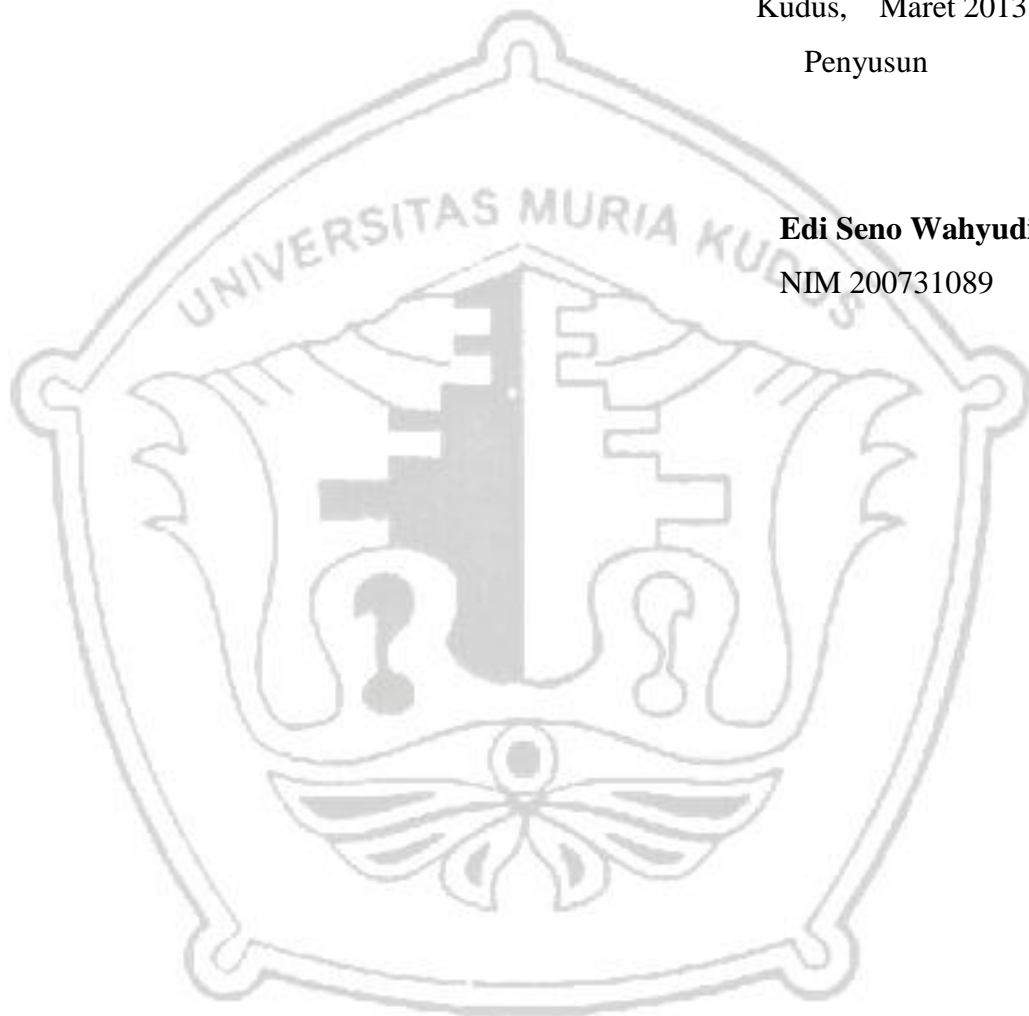 Kudus,    Maret 2013
Penyusun
UNIVERSITAS MURIA KUDUS
Edi Seno Wahyudi
NIM 200731089